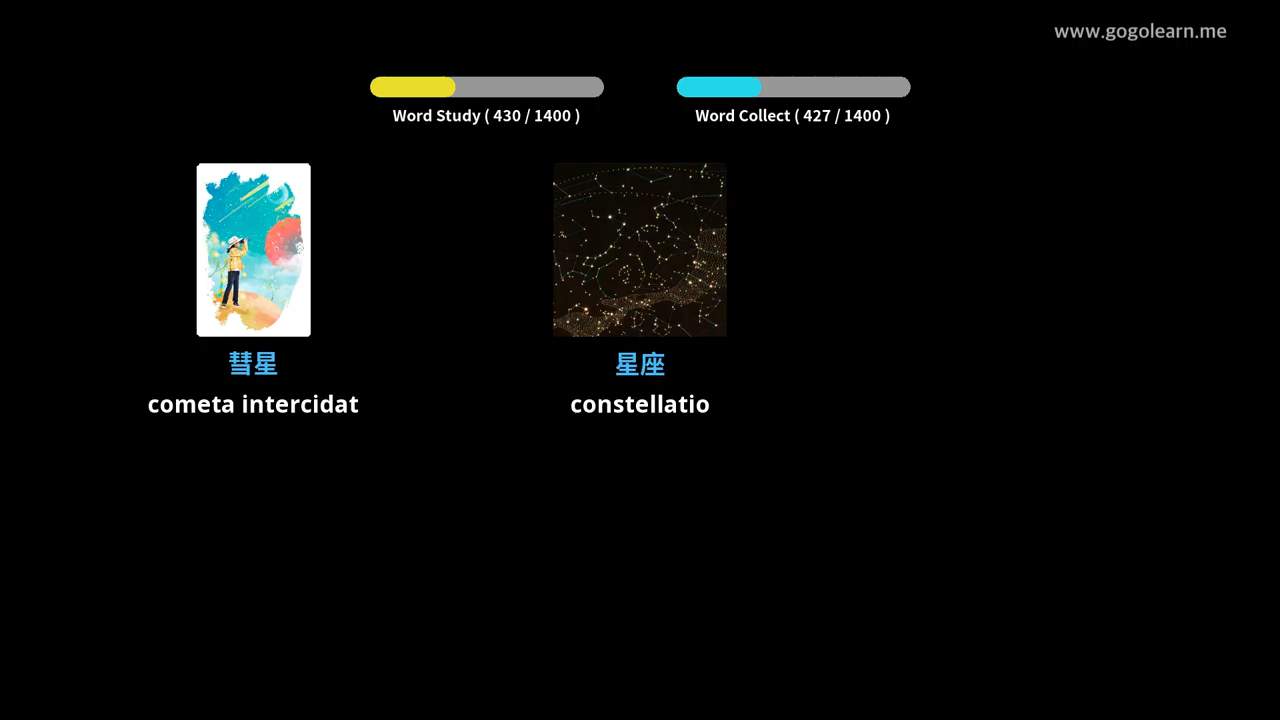 www.gogolearn.me
Word Study ( 430 / 1400 )
Word Collect ( 427 / 1400 )
彗星
星座
cometa intercidat
constellatio